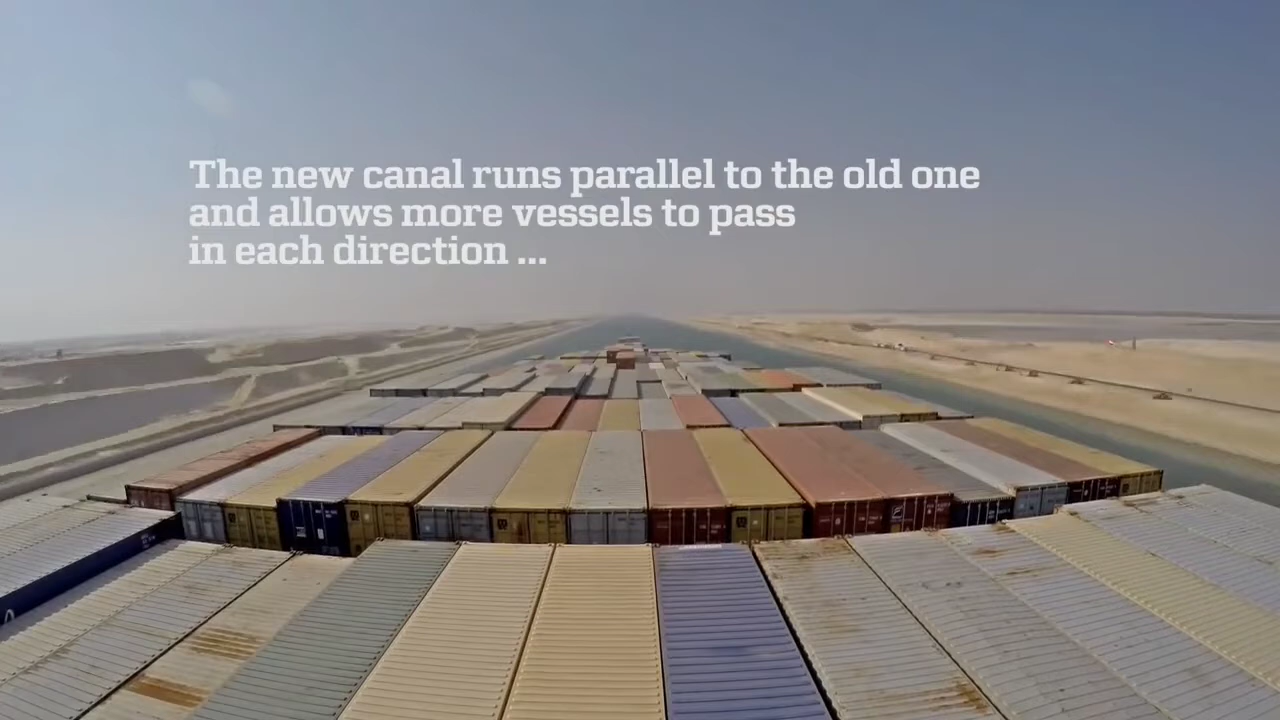 The new canal runs parallel to the old one
and allows more vessels to pass
in each direction ...